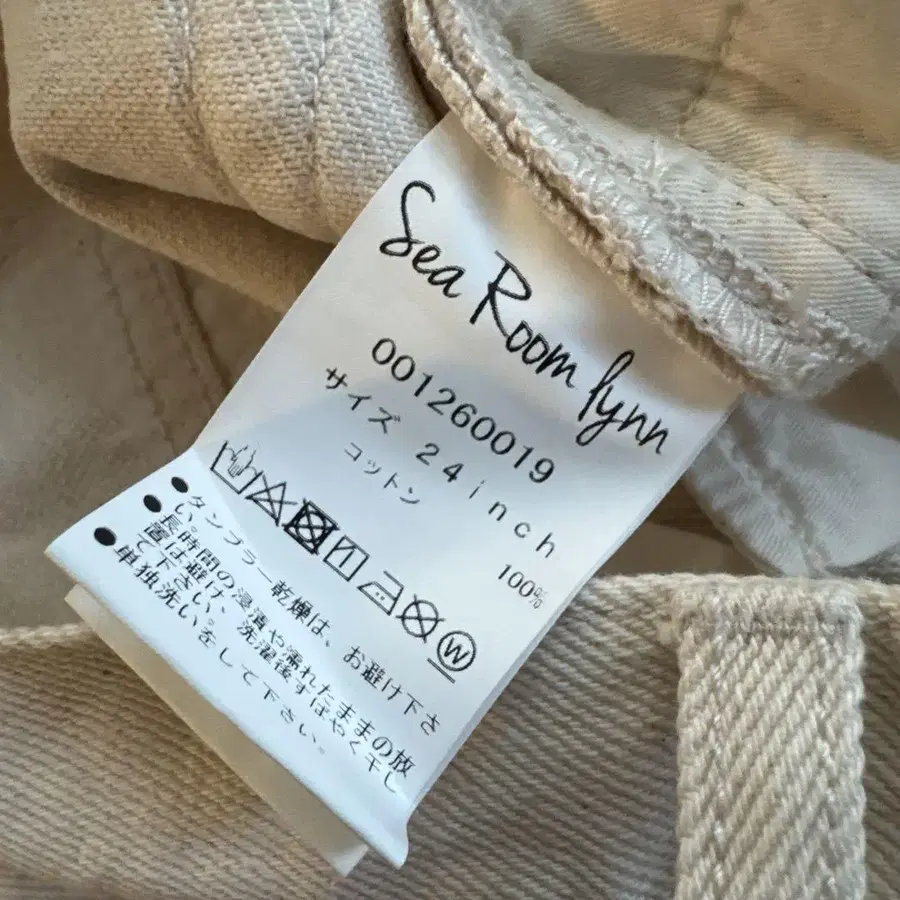 Sea Room lynn
001260019
サイズ 24inch
コットン 100%
W
●タンブラー乾燥は、お避け下さ
い。
●長時間の浸漬や濡れたままの放
置は避け、洗濯後すばやく干し
て下さい。
●単独洗いをして下さい。